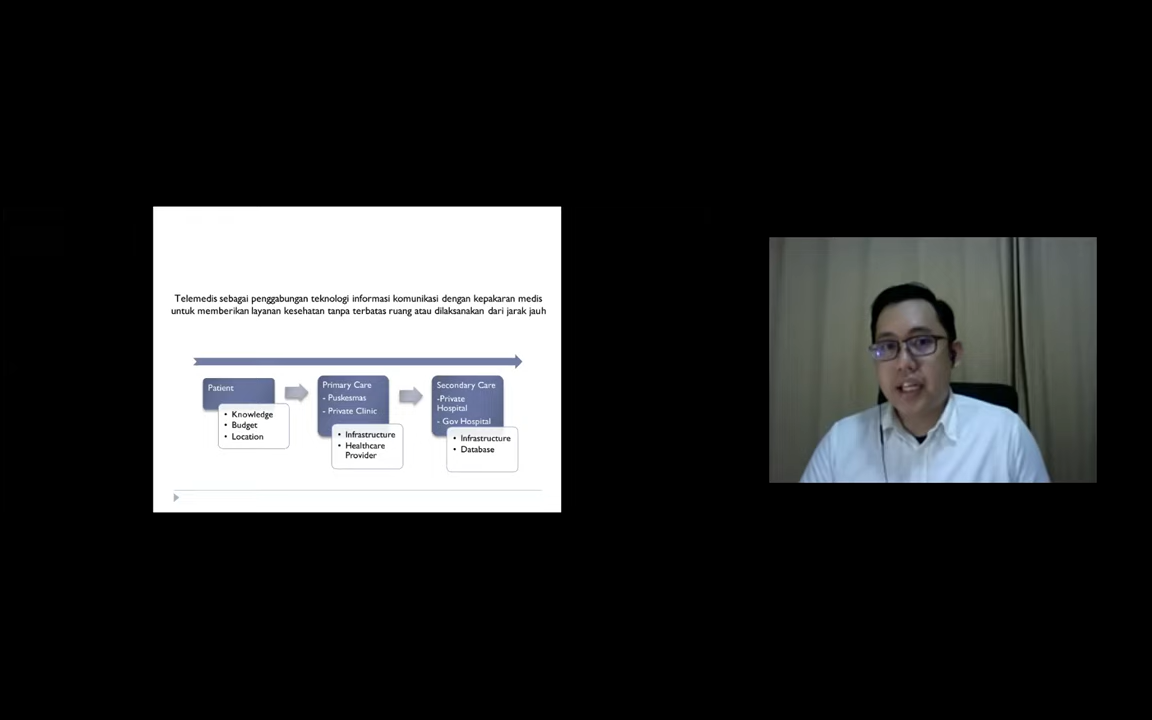 Telemedis sebagai penggabungan teknologi informasi komunikasi dengan kepakaran medis
untuk memberikan layanan kesehatan tanpa terbatas ruang atau dilaksanakan dari jarak jauh
Patient
• Knowledge
• Budget
• Location
Primary Care
- Puskesmas
- Private Clinic
• Infrastructure
• Healthcare
Provider
Secondary Care
-Private
Hospital
- Gov Hospital
• Infrastructure
• Database